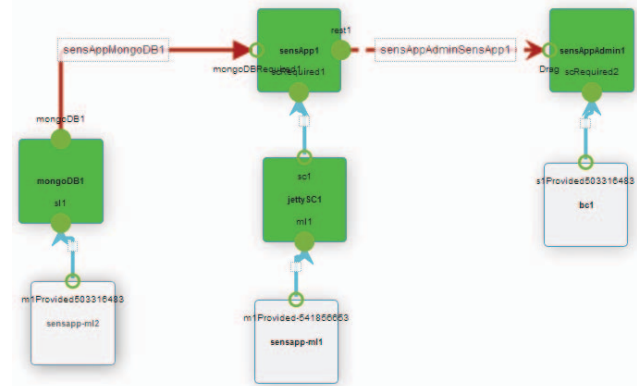 rest1
sensAppMongoDB1
sensApp1
sensAppAdminSensApp1
sensAppAdmin1
mongoDBRequired1
scRequired1
Drag
scRequired2
mongoDB1
mongoDB1
sl1
sc1
jettySC1
ml1
s1Provided503316483
bc1
m1Provided503316483
sensapp-ml2
m1Provided-541856653
sensapp-ml1